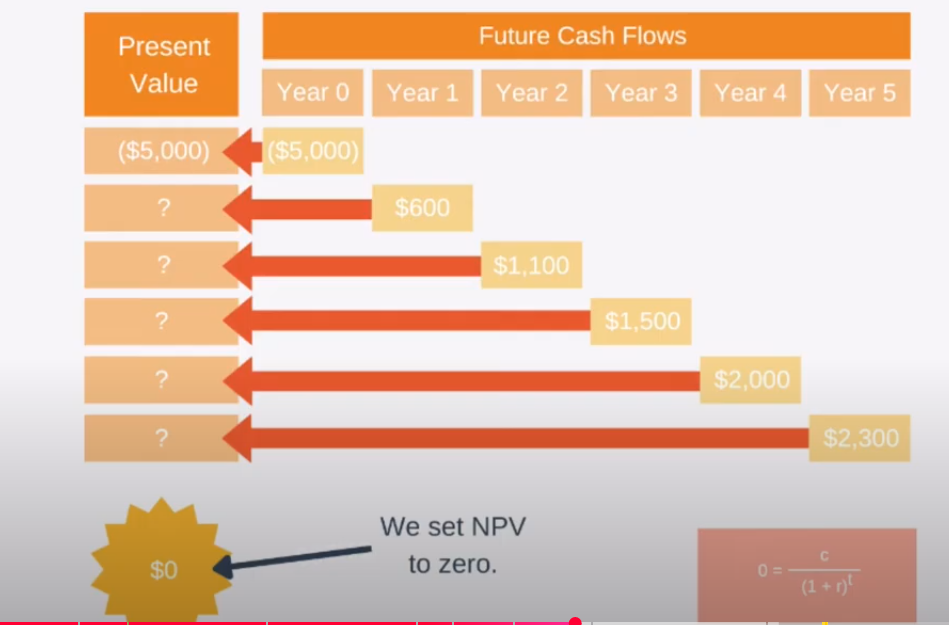 Present
Value
Future Cash Flows
Year 0 Year 1 Year 2 Year 3 Year 4 Year 5
($5,000) ($5,000)
? $600
? $1,100
? $1,500
? $2,000
? $2,300
We set NPV
to zero.
$0
0 = c / (1 + r)^t